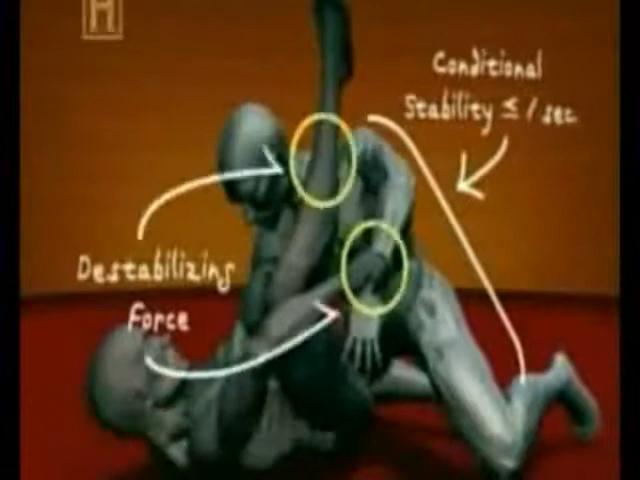 H
Conditional
Stability ≤ 1 sec
Destabilizing
Force